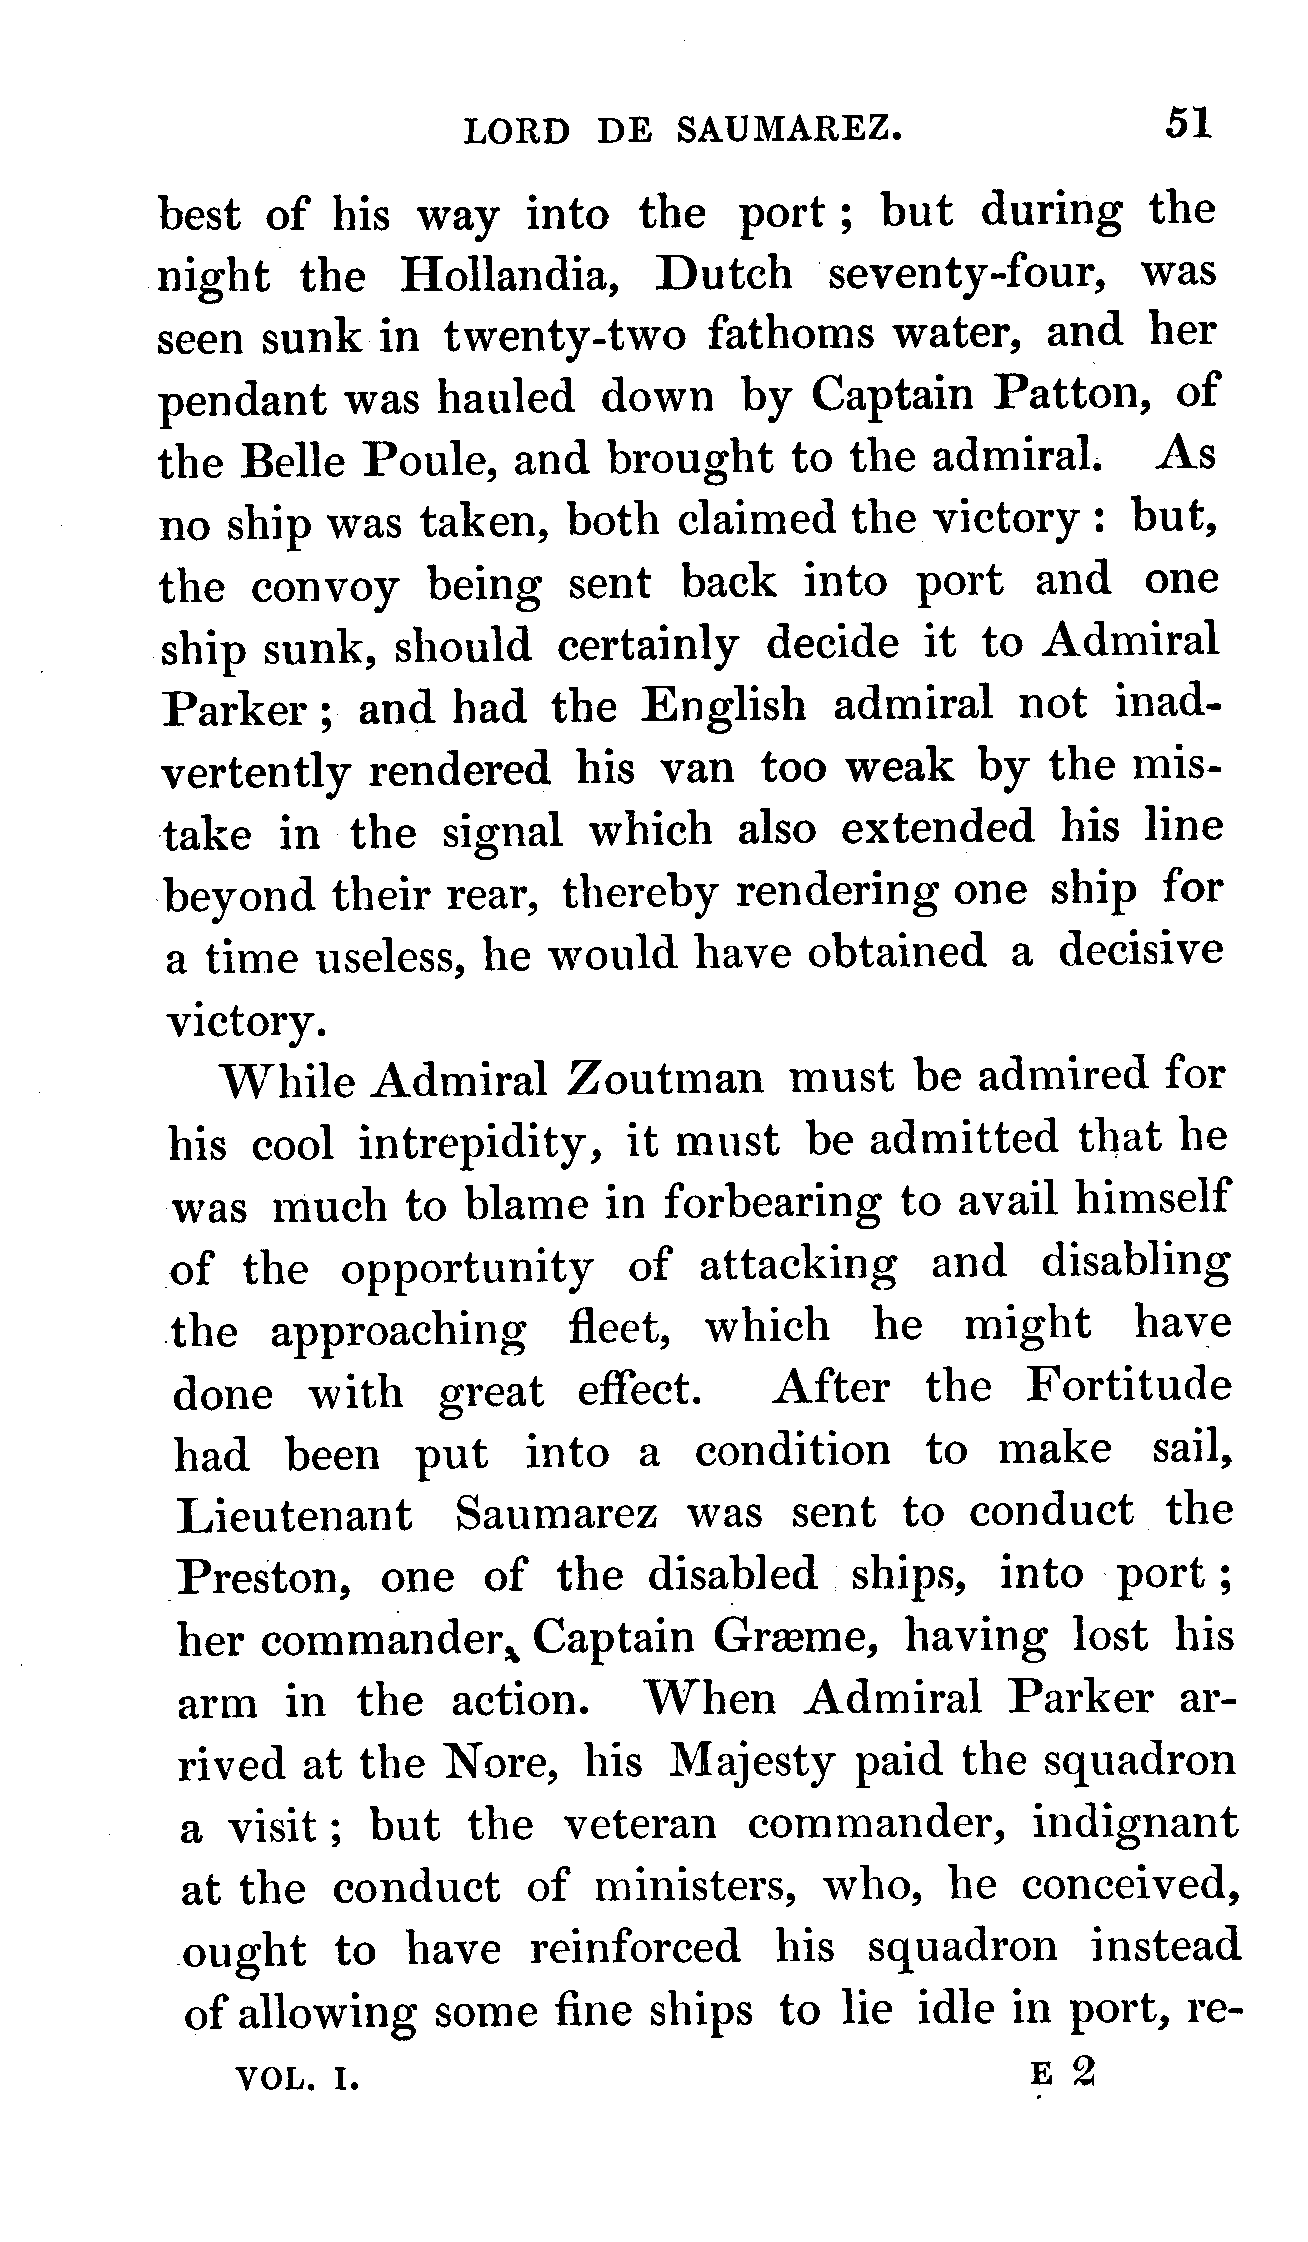 LORD DE SAUMAREZ. 51
best of his way into the port ; but during the
night the Hollandia, Dutch seventy-four, was
seen sunk in twenty-two fathoms water, and her
pendant was hauled down by Captain Patton, of
the Belle Poule, and brought to the admiral. As
no ship was taken, both claimed the victory : but,
the convoy being sent back into port and one
ship sunk, should certainly decide it to Admiral
Parker ; and had the English admiral not inad-
vertently rendered his van too weak by the mis-
take in the signal which also extended his line
beyond their rear, thereby rendering one ship for
a time useless, he would have obtained a decisive
victory.
While Admiral Zoutman must be admired for
his cool intrepidity, it must be admitted that he
was much to blame in forbearing to avail himself
of the opportunity of attacking and disabling
the approaching fleet, which he might have
done with great effect. After the Fortitude
had been put into a condition to make sail,
Lieutenant Saumarez was sent to conduct the
Preston, one of the disabled ships, into port ;
her commander, Captain Græme, having lost his
arm in the action. When Admiral Parker ar-
rived at the Nore, his Majesty paid the squadron
a visit ; but the veteran commander, indignant
at the conduct of ministers, who, he conceived,
ought to have reinforced his squadron instead
of allowing some fine ships to lie idle in port, re-
VOL. I. E 2